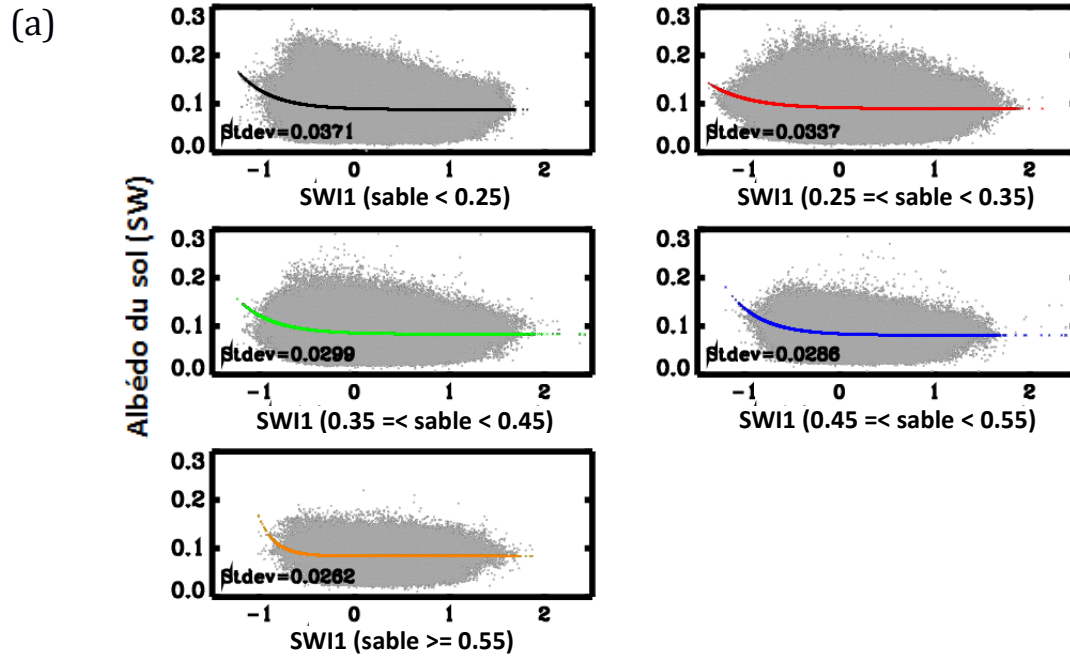 (a)
Albédo du sol (SW)
0.3
0.2
0.1
0.0
Stdev=0.0371
-1 0 1 2
SWI1 (sable < 0.25)
0.3
0.2
0.1
0.0
Stdev=0.0337
-1 0 1 2
SWI1 (0.25 =< sable < 0.35)
0.3
0.2
0.1
0.0
Stdev=0.0299
-1 0 1 2
SWI1 (0.35 =< sable < 0.45)
0.3
0.2
0.1
0.0
Stdev=0.0286
-1 0 1 2
SWI1 (0.45 =< sable < 0.55)
0.3
0.2
0.1
0.0
Stdev=0.0262
-1 0 1 2
SWI1 (sable >= 0.55)